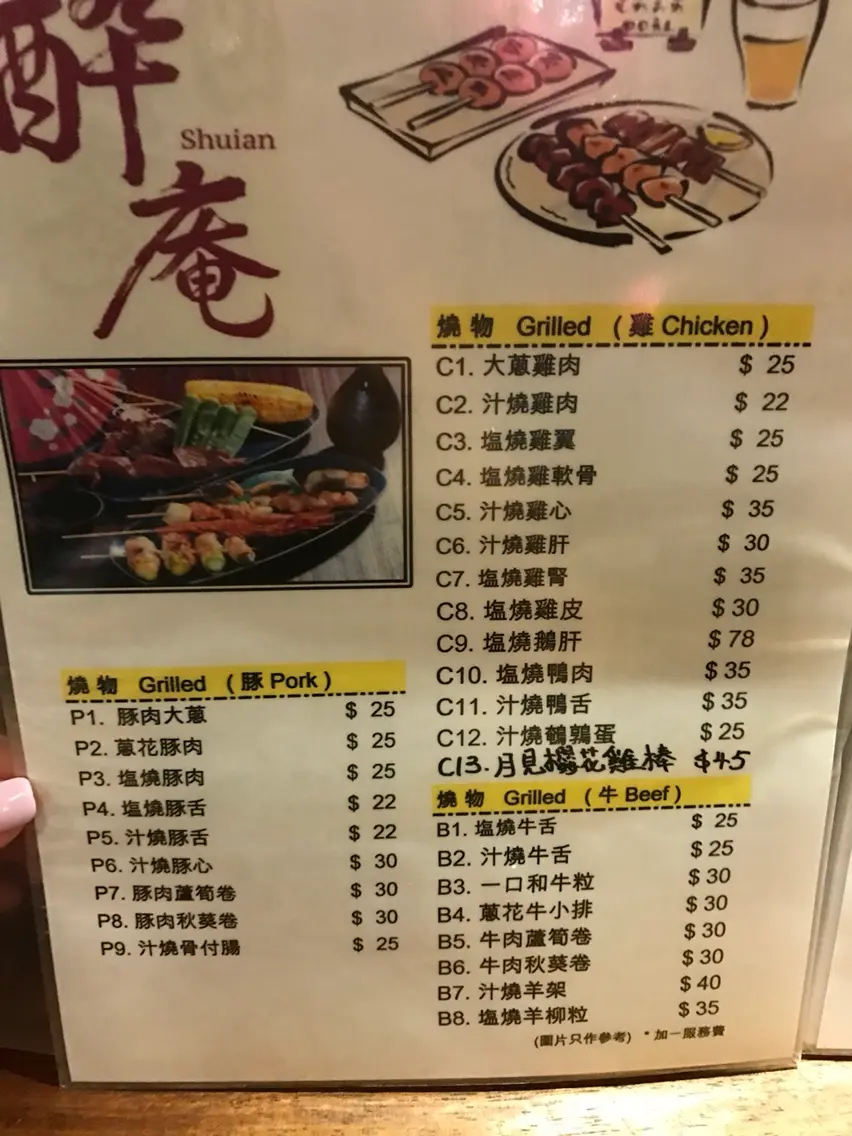 醉
Shuian
庵
燒物 Grilled (雞 Chicken)
C1. 大蔥雞肉 $ 25
C2. 汁燒雞肉 $ 22
C3. 塩燒雞翼 $ 25
C4. 塩燒雞軟骨 $ 25
C5. 汁燒雞心 $ 35
C6. 汁燒雞肝 $ 30
C7. 塩燒雞腎 $ 35
C8. 塩燒雞皮 $ 30
C9. 塩燒鵝肝 $ 78
C10. 塩燒鴨肉 $ 35
C11. 汁燒鴨舌 $ 35
C12. 汁燒鵪鶉蛋 $ 25
C13. 月見櫻花雞棒 $45
燒物 Grilled (豚 Pork)
P1. 豚肉大蔥 $ 25
P2. 蔥花豚肉 $ 25
P3. 塩燒豚肉 $ 25
P4. 塩燒豚舌 $ 22
P5. 汁燒豚舌 $ 22
P6. 汁燒豚心 $ 30
P7. 豚肉蘆筍卷 $ 30
P8. 豚肉秋葵卷 $ 30
P9. 汁燒骨付腸 $ 25
燒物 Grilled (牛 Beef)
B1. 塩燒牛舌 $ 25
B2. 汁燒牛舌 $ 25
B3. 一口和牛粒 $ 30
B4. 蔥花牛小排 $ 30
B5. 牛肉蘆筍卷 $ 30
B6. 牛肉秋葵卷 $ 30
B7. 汁燒羊架 $ 40
B8. 塩燒羊柳粒 $ 35
(圖片只作參考) * 加一服務費